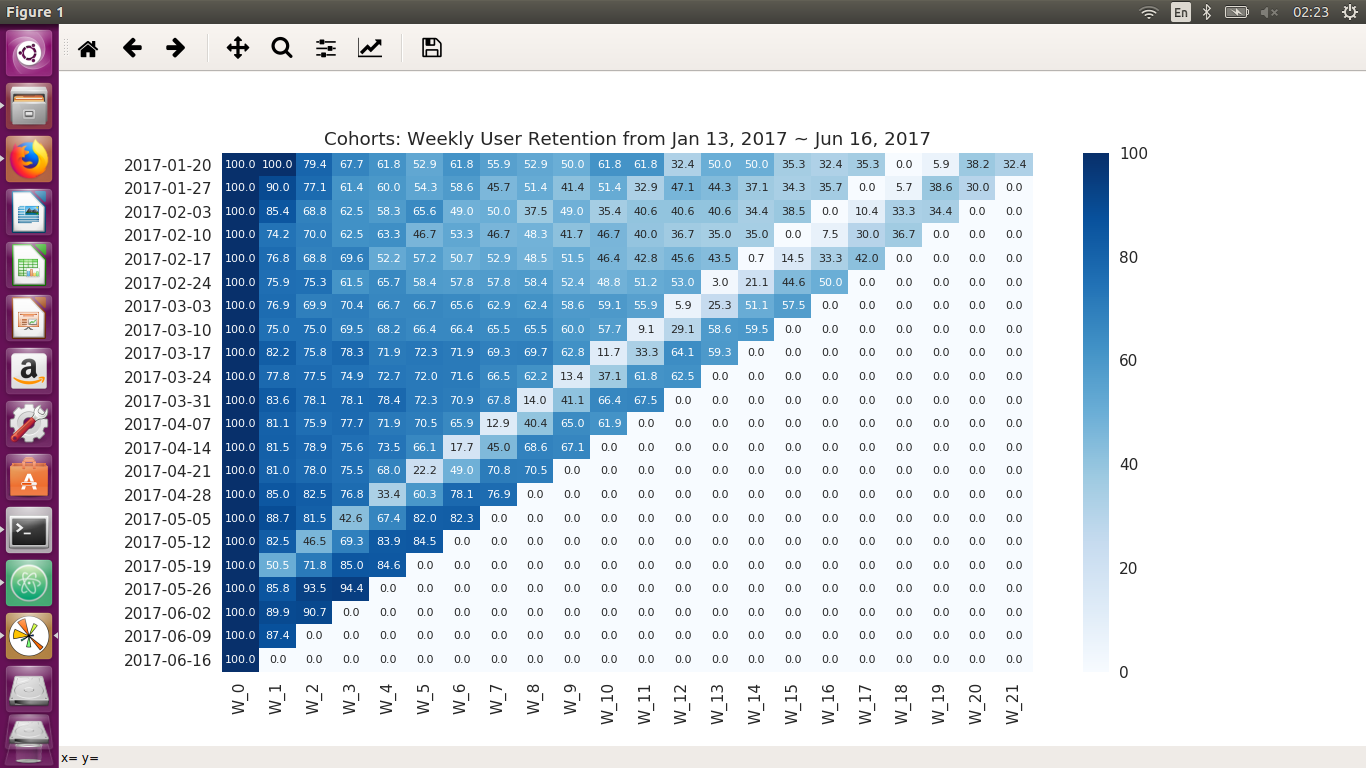 Figure 1 En 02:23
Cohorts: Weekly User Retention from Jan 13, 2017 ~ Jun 16, 2017
2017-01-20 100.0 100.0 79.4 67.7 61.8 52.9 61.8 55.9 52.9 50.0 61.8 61.8 32.4 50.0 50.0 35.3 32.4 35.3 0.0 5.9 38.2 32.4
2017-01-27 100.0 90.0 77.1 61.4 60.0 54.3 58.6 45.7 51.4 41.4 51.4 32.9 47.1 44.3 37.1 34.3 35.7 0.0 5.7 38.6 30.0 0.0
2017-02-03 100.0 85.4 68.8 62.5 58.3 65.6 49.0 50.0 37.5 49.0 35.4 40.6 40.6 40.6 34.4 38.5 0.0 10.4 33.3 34.4 0.0 0.0
2017-02-10 100.0 74.2 70.0 62.5 63.3 46.7 53.3 46.7 48.3 41.7 46.7 40.0 36.7 35.0 35.0 0.0 7.5 30.0 36.7 0.0 0.0 0.0
2017-02-17 100.0 76.8 68.8 69.6 52.2 57.2 50.7 52.9 48.5 51.5 46.4 42.8 45.6 43.5 0.7 14.5 33.3 42.0 0.0 0.0 0.0 0.0
2017-02-24 100.0 75.9 75.3 61.5 65.7 58.4 57.8 57.8 58.4 52.4 48.8 51.2 53.0 3.0 21.1 44.6 50.0 0.0 0.0 0.0 0.0 0.0
2017-03-03 100.0 76.9 69.9 70.4 66.7 66.7 65.6 62.9 62.4 58.6 59.1 55.9 5.9 25.3 51.1 57.5 0.0 0.0 0.0 0.0 0.0 0.0
2017-03-10 100.0 75.0 75.0 69.5 68.2 66.4 66.4 65.5 65.5 60.0 57.7 9.1 29.1 58.6 59.5 0.0 0.0 0.0 0.0 0.0 0.0 0.0
2017-03-17 100.0 82.2 75.8 78.3 71.9 72.3 71.9 69.3 69.7 62.8 11.7 33.3 64.1 59.3 0.0 0.0 0.0 0.0 0.0 0.0 0.0 0.0
2017-03-24 100.0 77.8 77.5 74.9 72.7 72.0 71.6 66.5 62.2 13.4 37.1 61.8 62.5 0.0 0.0 0.0 0.0 0.0 0.0 0.0 0.0 0.0
2017-03-31 100.0 83.6 78.1 78.1 78.4 72.3 70.9 67.8 14.0 41.1 66.4 67.5 0.0 0.0 0.0 0.0 0.0 0.0 0.0 0.0 0.0 0.0
2017-04-07 100.0 81.1 75.9 77.7 71.9 70.5 65.9 12.9 40.4 65.0 61.9 0.0 0.0 0.0 0.0 0.0 0.0 0.0 0.0 0.0 0.0 0.0
2017-04-14 100.0 81.5 78.9 75.6 73.5 66.1 17.7 45.0 68.6 67.1 0.0 0.0 0.0 0.0 0.0 0.0 0.0 0.0 0.0 0.0 0.0 0.0
2017-04-21 100.0 81.0 78.0 75.5 68.0 22.2 49.0 70.8 70.5 0.0 0.0 0.0 0.0 0.0 0.0 0.0 0.0 0.0 0.0 0.0 0.0 0.0
2017-04-28 100.0 85.0 82.5 76.8 33.4 60.3 78.1 76.9 0.0 0.0 0.0 0.0 0.0 0.0 0.0 0.0 0.0 0.0 0.0 0.0 0.0 0.0
2017-05-05 100.0 88.7 81.5 42.6 67.4 82.0 82.3 0.0 0.0 0.0 0.0 0.0 0.0 0.0 0.0 0.0 0.0 0.0 0.0 0.0 0.0 0.0
2017-05-12 100.0 82.5 46.5 69.3 83.9 84.5 0.0 0.0 0.0 0.0 0.0 0.0 0.0 0.0 0.0 0.0 0.0 0.0 0.0 0.0 0.0 0.0
2017-05-19 100.0 50.5 71.8 85.0 84.6 0.0 0.0 0.0 0.0 0.0 0.0 0.0 0.0 0.0 0.0 0.0 0.0 0.0 0.0 0.0 0.0 0.0
2017-05-26 100.0 85.8 93.5 94.4 0.0 0.0 0.0 0.0 0.0 0.0 0.0 0.0 0.0 0.0 0.0 0.0 0.0 0.0 0.0 0.0 0.0 0.0
2017-06-02 100.0 89.9 90.7 0.0 0.0 0.0 0.0 0.0 0.0 0.0 0.0 0.0 0.0 0.0 0.0 0.0 0.0 0.0 0.0 0.0 0.0 0.0
2017-06-09 100.0 87.4 0.0 0.0 0.0 0.0 0.0 0.0 0.0 0.0 0.0 0.0 0.0 0.0 0.0 0.0 0.0 0.0 0.0 0.0 0.0 0.0
2017-06-16 100.0 0.0 0.0 0.0 0.0 0.0 0.0 0.0 0.0 0.0 0.0 0.0 0.0 0.0 0.0 0.0 0.0 0.0 0.0 0.0 0.0 0.0
W_0 W_1 W_2 W_3 W_4 W_5 W_6 W_7 W_8 W_9 W_10 W_11 W_12 W_13 W_14 W_15 W_16 W_17 W_18 W_19 W_20 W_21
100
80
60
40
20
0
x= y=